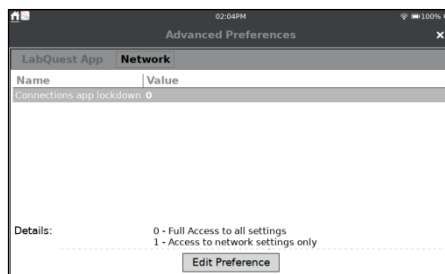 02:04PM 100%
Advanced Preferences ×
LabQuest App Network
Name Value
Connections app lockdown 0
Details: 0 - Full Access to all settings
1 - Access to network settings only
Edit Preference